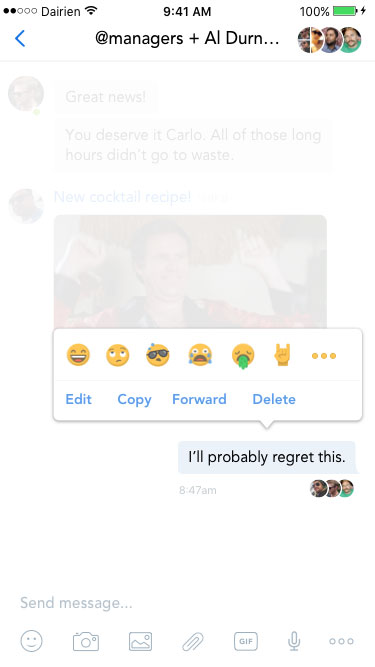 Dairien 9:41 AM 100%
@managers + Al Durn...
Great news!
You deserve it Carlo. All of those long
hours didn't go to waste.
New cocktail recipe!
Edit Copy Forward Delete
I'll probably regret this.
8:47am
Send message...
GIF